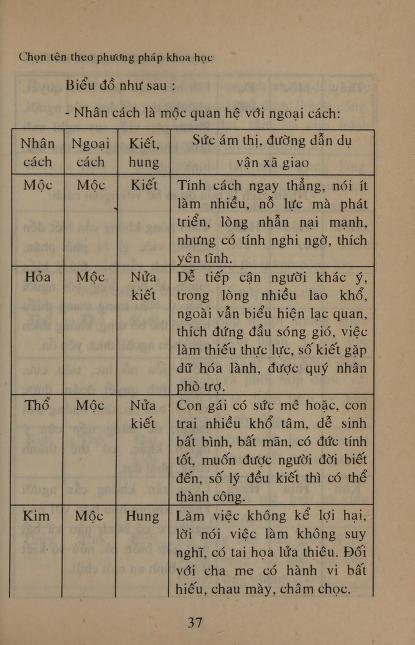 Chọn tên theo phương pháp khoa học
Biểu đồ như sau :
- Nhân cách là mộc quan hệ với ngoại cách:
Nhân cách Ngoại cách Kiết, hung Sức ám thị, đường dẫn dụ vận xã giao
Mộc Mộc Kiết Tính cách ngay thẳng, nói ít
làm nhiều, nỗ lực mà phát
triển, lòng nhẫn nại mạnh,
nhưng có tính nghi ngờ, thích
yên tĩnh.
Hỏa Mộc Nửa kiết Dễ tiếp cận người khác ý,
trong lòng nhiều lao khổ,
ngoài vẫn biểu hiện lạc quan,
thích đứng đầu sóng gió, việc
làm thiếu thực lực, số kiết gặp
dữ hóa lành, được quý nhân
phò trợ.
Thổ Mộc Nửa kiết Con gái có sức mê hoặc, con
trai nhiều khổ tâm, dễ sinh
bất bình, bất mãn, có đức tính
tốt, muốn được người đời biết
đến, số lý đều kiết thì có thể
thành công.
Kim Mộc Hung Làm việc không kể lợi hại,
lời nói việc làm không suy
nghĩ, có tai họa lửa thiêu. Đối
với cha mẹ có hành vi bất
hiếu, chau mày, châm chọc.
37